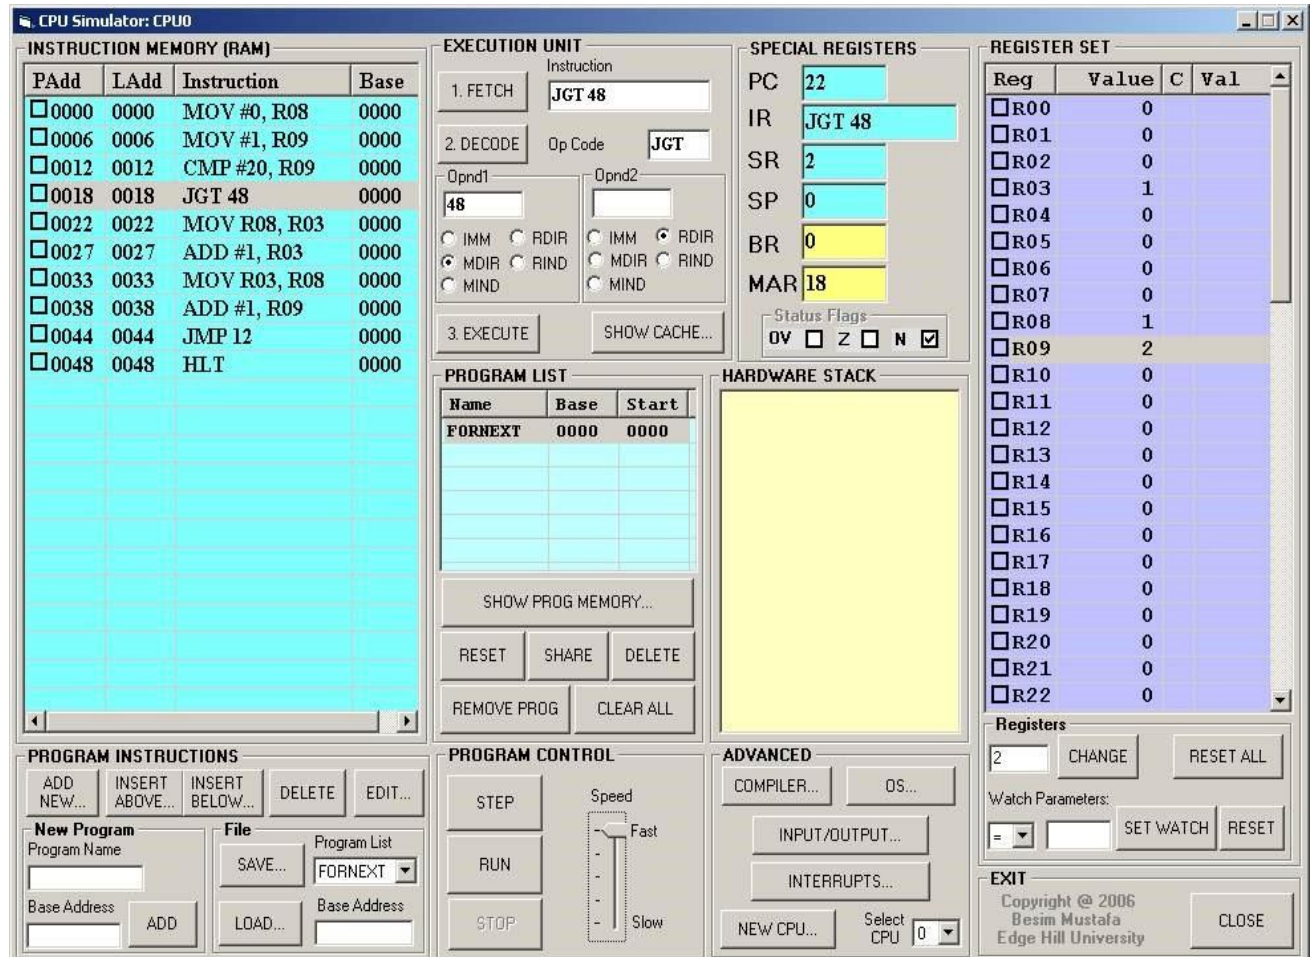 CPU Simulator: CPU0
INSTRUCTION MEMORY (RAM)
PAdd LAdd Instruction Base
0000 0000 MOV #0, R08 0000
0006 0006 MOV #1, R09 0000
0012 0012 CMP #20, R09 0000
0018 0018 JGT 48 0000
0022 0022 MOV R08, R03 0000
0027 0027 ADD #1, R03 0000
0033 0033 MOV R03, R08 0000
0038 0038 ADD #1, R09 0000
0044 0044 JMP 12 0000
0048 0048 HLT 0000
EXECUTION UNIT
Instruction
1. FETCH JGT 48
2. DECODE Op Code JGT
Opnd1 Opnd2
48
IMM RDIR IMM RDIR
MDIR RIND MDIR RIND
MIND MIND
3. EXECUTE SHOW CACHE...
SPECIAL REGISTERS
PC 22
IR JGT 48
SR 2
SP 0
BR 0
MAR 18
Status Flags
OV Z N
REGISTER SET
Reg Value C Val
R00 0
R01 0
R02 0
R03 1
R04 0
R05 0
R06 0
R07 0
R08 1
R09 2
R10 0
R11 0
R12 0
R13 0
R14 0
R15 0
R16 0
R17 0
R18 0
R19 0
R20 0
R21 0
R22 0
PROGRAM LIST
Name Base Start
FORNEXT 0000 0000
SHOW PROG MEMORY...
RESET SHARE DELETE
REMOVE PROG CLEAR ALL
HARDWARE STACK
Registers
2 CHANGE RESET ALL
Watch Parameters:
= SET WATCH RESET
PROGRAM INSTRUCTIONS
ADD NEW... INSERT ABOVE... INSERT BELOW... DELETE EDIT...
New Program
Program Name
Base Address
ADD
File
Program List
SAVE... FORNEXT
Base Address
LOAD...
PROGRAM CONTROL
STEP Speed
Fast
RUN
STOP Slow
ADVANCED
COMPILER... OS...
INPUT/OUTPUT...
INTERRUPTS...
NEW CPU... Select CPU 0
EXIT
Copyright @ 2006
Besim Mustafa
Edge Hill University
CLOSE